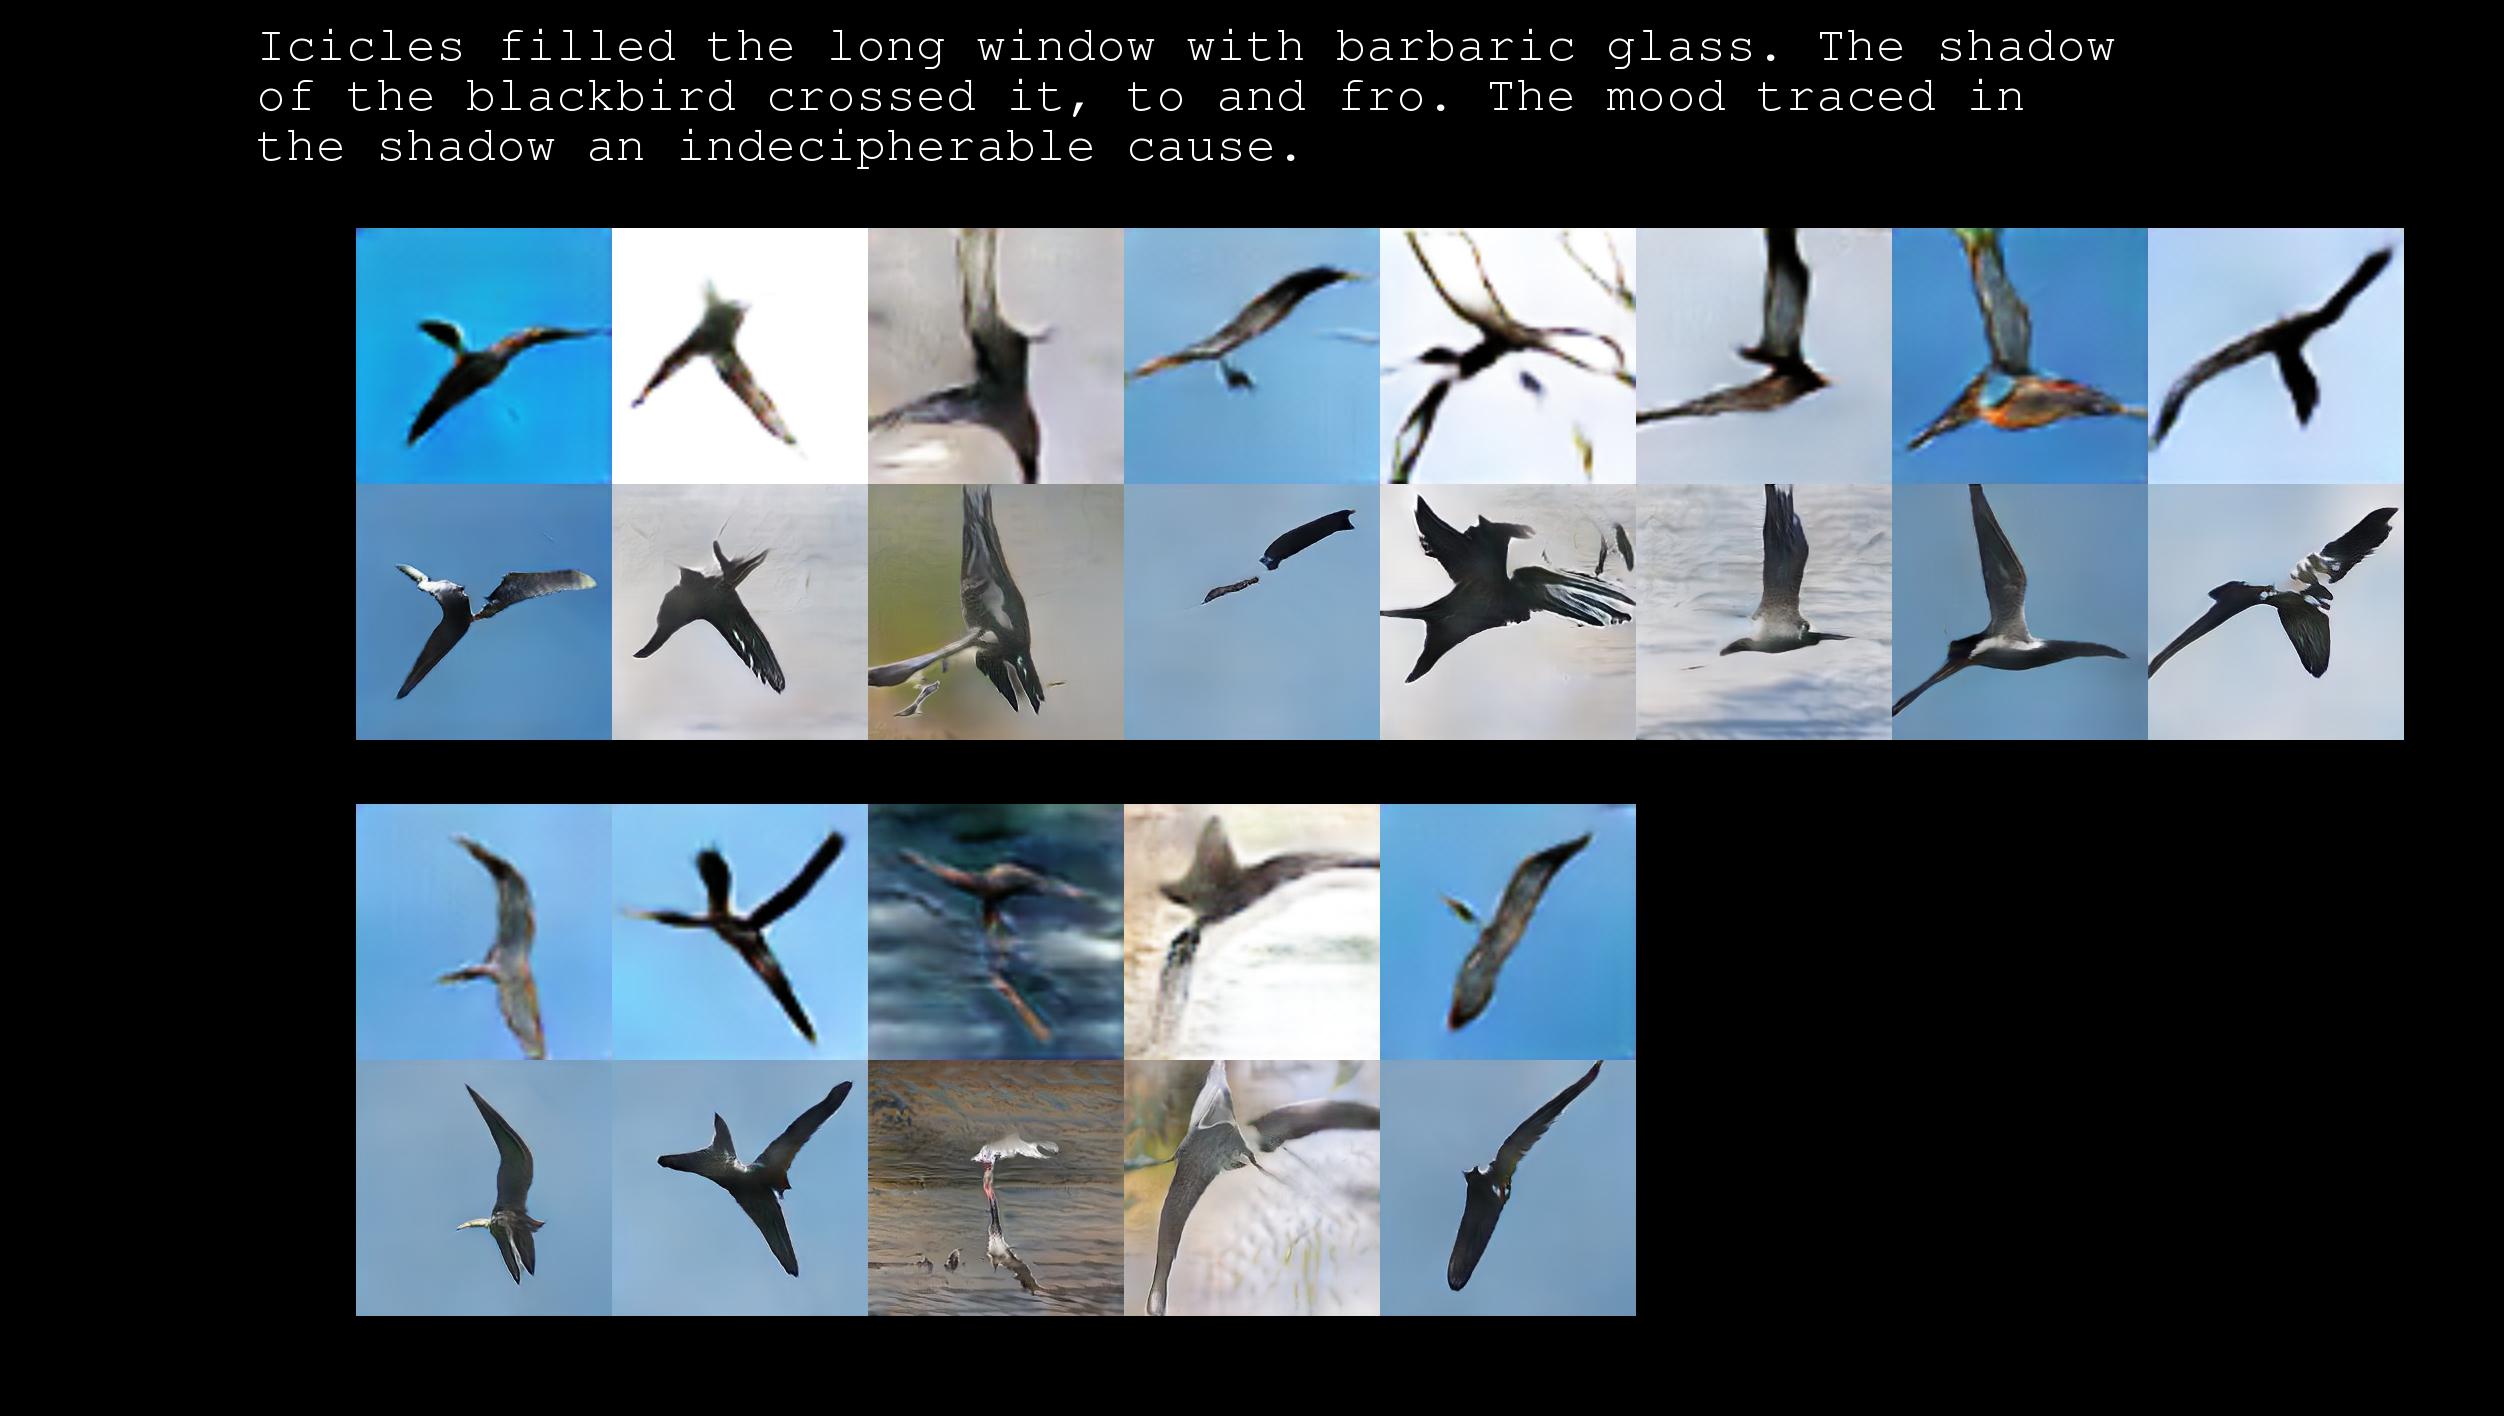 Icicles filled the long window with barbaric glass. The shadow
of the blackbird crossed it, to and fro. The mood traced in
the shadow an indecipherable cause.